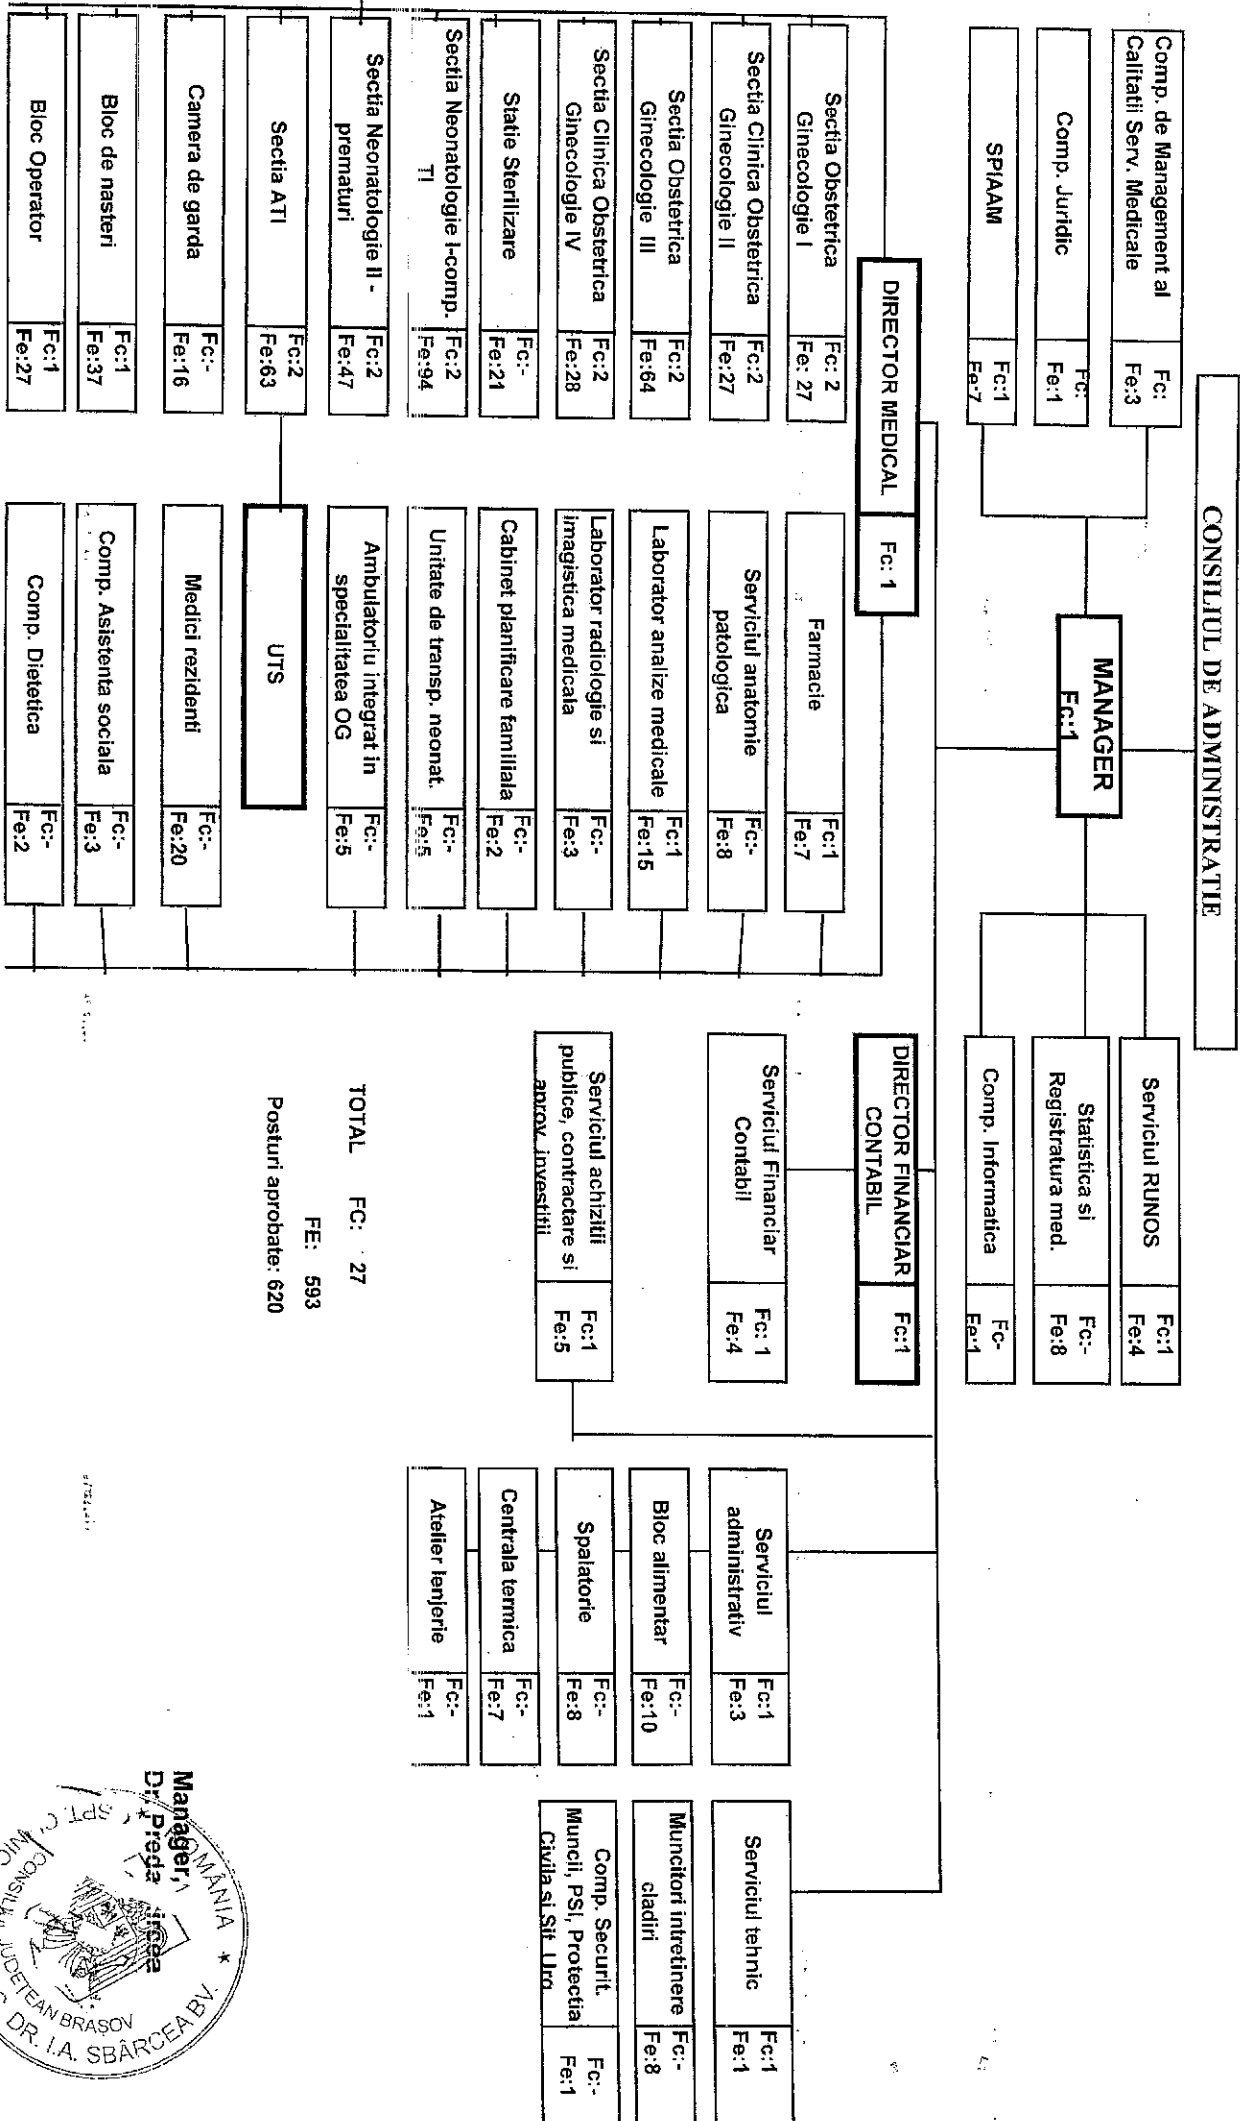 CONSILIUL DE ADMINISTRATIE
MANAGER
Fc:1
Comp. de Management al
Calitatii Serv. Medicale
Fc:
Fe:3
Comp. Juridic
Fc:
Fe:1
SPIAAM
Fc:1
Fe:7
Serviciul RUNOS
Fc:1
Fe:4
Statistica si
Registratura med.
Fc:-
Fe:8
Comp. Informatica
Fc-
Fe:1
DIRECTOR MEDICAL
Fc: 1
Sectia Obstetrica
Ginecologie I
Fc: 2
Fe: 27
Sectia Clinica Obstetrica
Ginecologie II
Fc:2
Fe:27
Sectia Obstetrica
Ginecologie III
Fc:2
Fe:64
Sectia Clinica Obstetrica
Ginecologie IV
Fc:2
Fe:28
Statie Sterilizare
Fc:-
Fe:21
Sectia Neonatologie I-comp.
TI
Fc:2
Fe:94
Sectia Neonatologie II -
prematuri
Fc:2
Fe:47
Sectia ATI
Fc:2
Fe:63
Camera de garda
Fc:-
Fe:16
Bloc de nasteri
Fc:1
Fe:37
Bloc Operator
Fc:1
Fe:27
Farmacie
Fc:1
Fe:7
Serviciul anatomie
patologica
Fc:-
Fe:8
Laborator analize medicale
Fc:1
Fe:15
Laborator radiologie si
imagistica medicala
Fc:-
Fe:3
Cabinet planificare familiala
Fc:-
Fe:2
Unitate de transp. neonat.
Fc:-
Fe:5
Ambulatoriu integrat in
specialitatea OG
Fc:-
Fe:5
UTS
Medici rezidenti
Fc:-
Fe:20
Comp. Asistenta sociala
Fc:-
Fe:3
Comp. Dietetica
Fc:-
Fe:2
DIRECTOR FINANCIAR
CONTABIL
Fc:1
Serviciul Financiar
Contabil
Fc: 1
Fe:4
Serviciul achizitii
publice, contractare si
aprov. investitii
Fc:1
Fe:5
Serviciul
administrativ
Fc:1
Fe:3
Bloc alimentar
Fc:-
Fe:10
Spalatorie
Fc:-
Fe:8
Centrala termica
Fc:-
Fe:7
Atelier lenjerie
Fc:-
Fe:1
Serviciul tehnic
Fc:1
Fe:1
Muncitori intretinere
cladiri
Fc:-
Fe:8
Comp. Securit.
Muncii, PSI, Protectia
Civila si Sit. Urg
Fc:-
Fe:1
TOTAL FC: 27
FE: 593
Posturi aprobate: 620
Manager,
Dr. Preda
ROMÂNIA
JUDEȚEAN BRAȘOV
DR. I.A. SBÂRCEA BV.